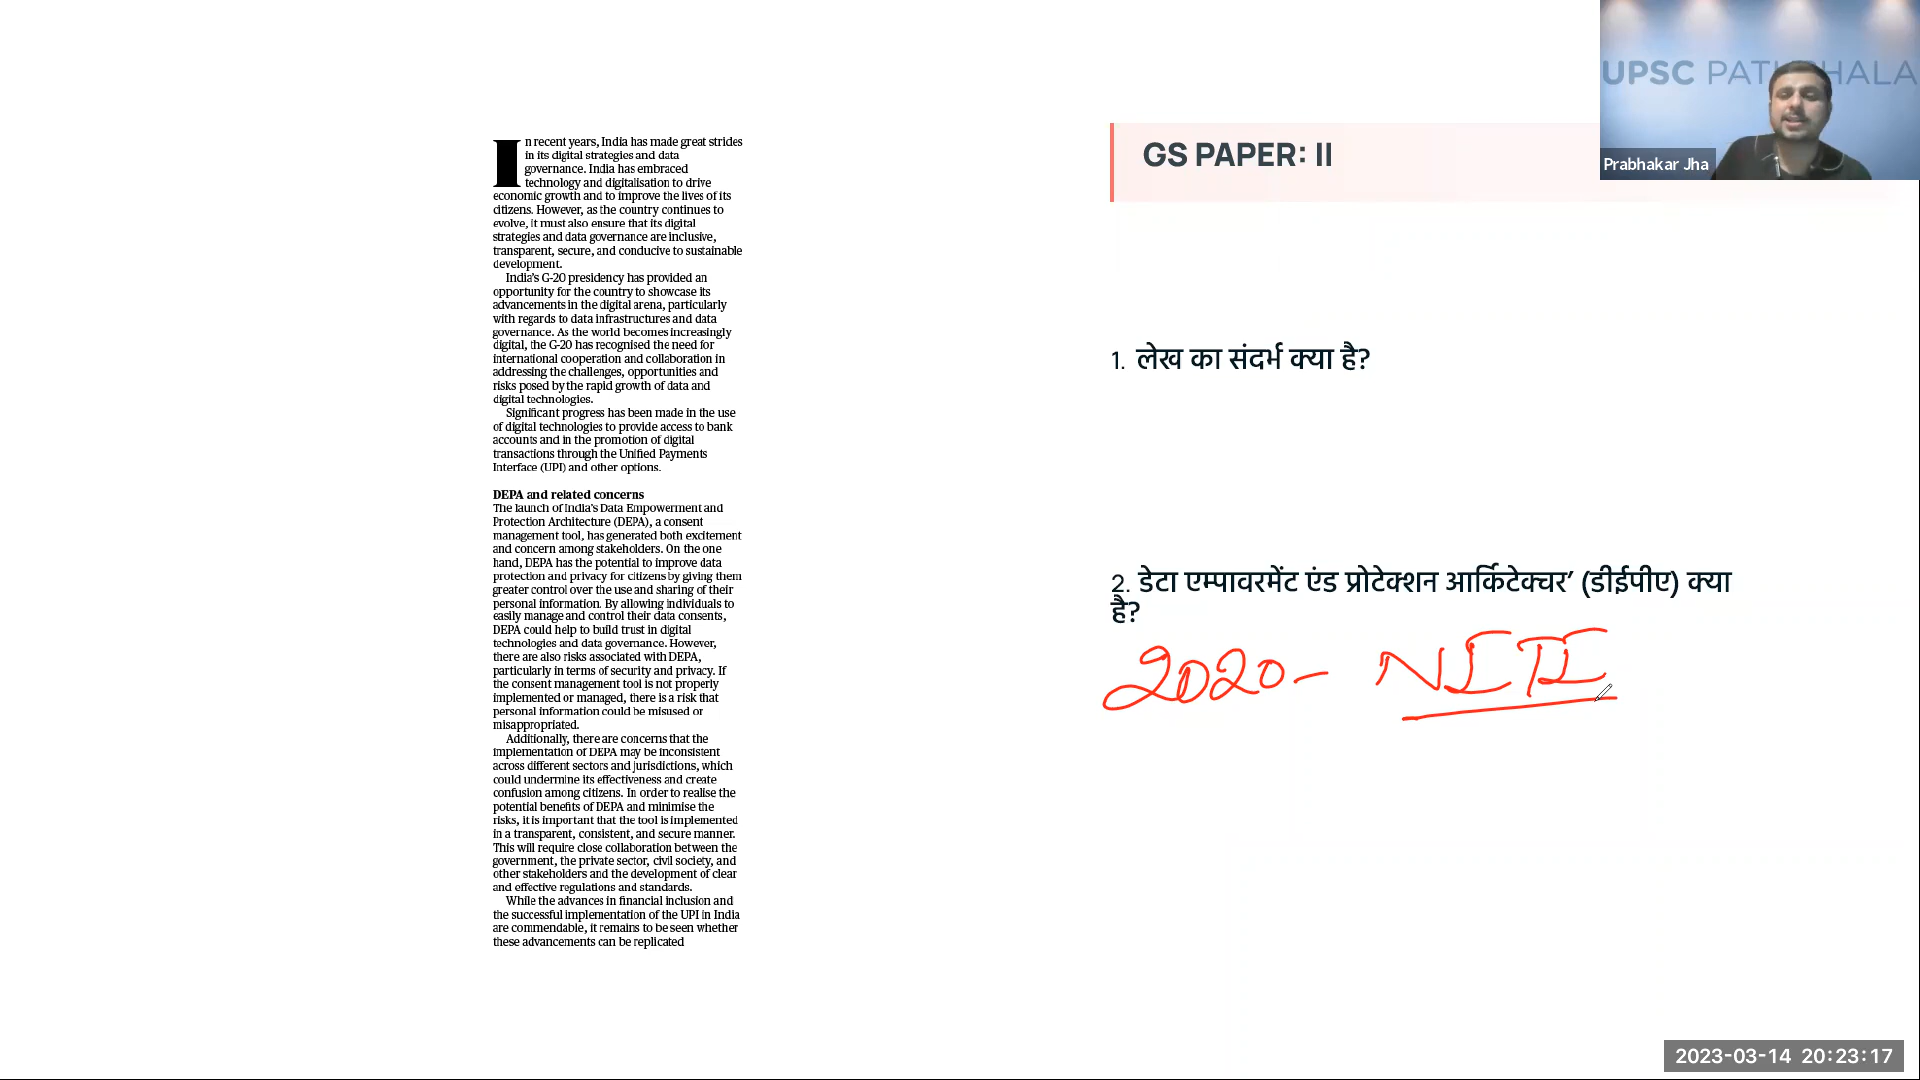 In recent years, India has made great strides
in its digital strategies and data
governance. India has embraced
technology and digitalisation to drive
economic growth and to improve the lives of its
citizens. However, as the country continues to
evolve, it must also ensure that its digital
strategies and data governance are inclusive,
transparent, secure, and conducive to sustainable
development.
India's G-20 presidency has provided an
opportunity for the country to showcase its
advancements in the digital arena, particularly
with regards to data infrastructures and data
governance. As the world becomes increasingly
digital, the G-20 has recognised the need for
international cooperation and collaboration in
addressing the challenges, opportunities and
risks posed by the rapid growth of data and
digital technologies.
Significant progress has been made in the use
of digital technologies to provide access to bank
accounts and in the promotion of digital
transactions through the Unified Payments
Interface (UPI) and other options.
DEPA and related concerns
The launch of India's Data Empowerment and
Protection Architecture (DEPA), a consent
management tool, has generated both excitement
and concern among stakeholders. On the one
hand, DEPA has the potential to improve data
protection and privacy for citizens by giving them
greater control over the use and sharing of their
personal information. By allowing individuals to
easily manage and control their data consents,
DEPA could help to build trust in digital
technologies and data governance. However,
there are also risks associated with DEPA,
particularly in terms of security and privacy. If
the consent management tool is not properly
implemented or managed, there is a risk that
personal information could be misused or
misappropriated.
Additionally, there are concerns that the
implementation of DEPA may be inconsistent
across different sectors and jurisdictions, which
could undermine its effectiveness and create
confusion among citizens. In order to realise the
potential benefits of DEPA and minimise the
risks, it is important that the tool is implemented
in a transparent, consistent, and secure manner.
This will require close collaboration between the
government, the private sector, civil society, and
other stakeholders and the development of clear
and effective regulations and standards.
While the advances in financial inclusion and
the successful implementation of the UPI in India
are commendable, it remains to be seen whether
these advancements can be replicated
GS PAPER: II
1. लेख का संदर्भ क्या है?
2. डेटा एम्पावरमेंट एंड प्रोटेक्शन आर्किटेक्चर’ (डीईपीए) क्या
है?
2020 - NITI
UPSC PATHSHALA
Prabhakar Jha
2023-03-14 20:23:17